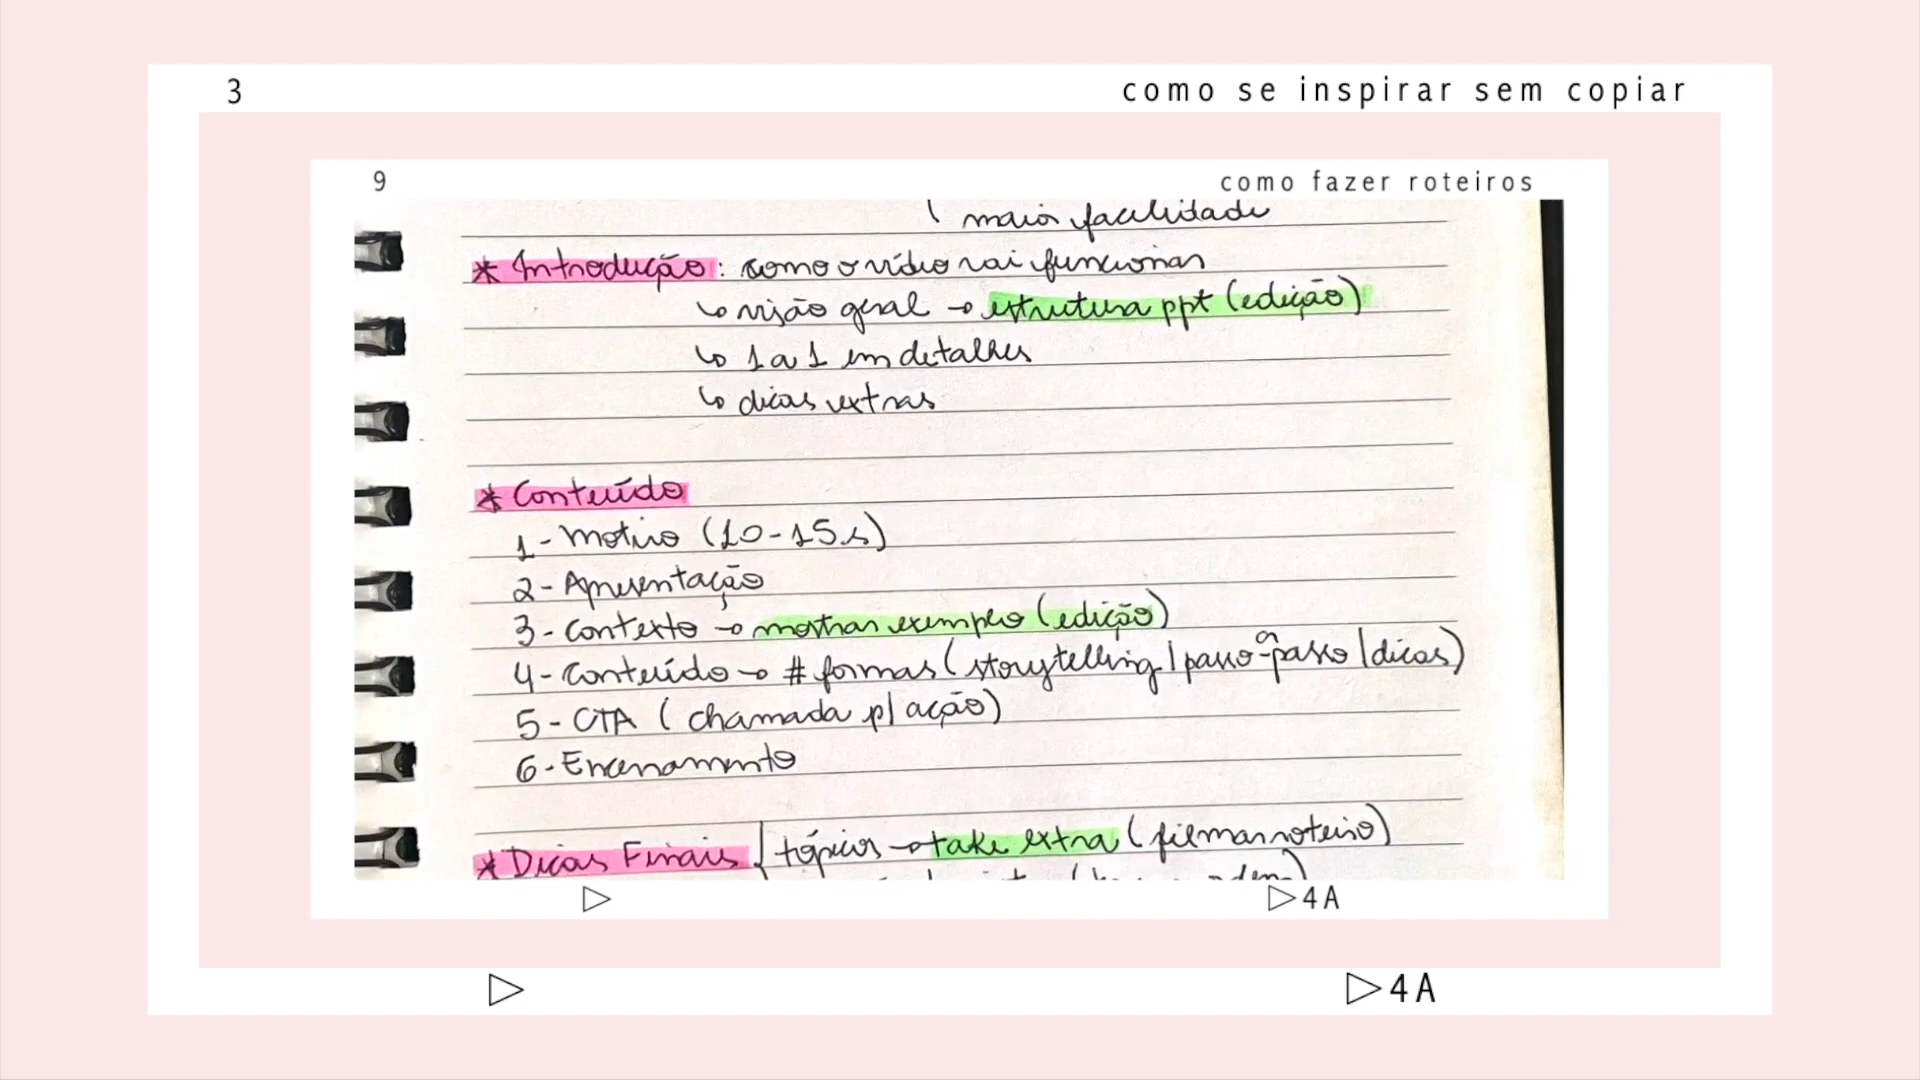 3
como se inspirar sem copiar
9
como fazer roteiros
maior facilidade
* Introdução: como o vídeo vai funcionar
↳ visão geral → estrutura ppt (edição)
↳ 1 a 1 em detalhes
↳ dicas extras
* Conteúdo
1- Motivo (10-15s)
2- Apresentação
3- Contexto → mostrar exemplo (edição)
4- Conteúdo → # formas (storytelling | passo-a-passo | dicas)
5- CTA (chamada p/ ação)
6- Encerramento
* Dicas Finais { tópicos → take extra (filmar roteiro)
▷
▷4A
▷
▷4A